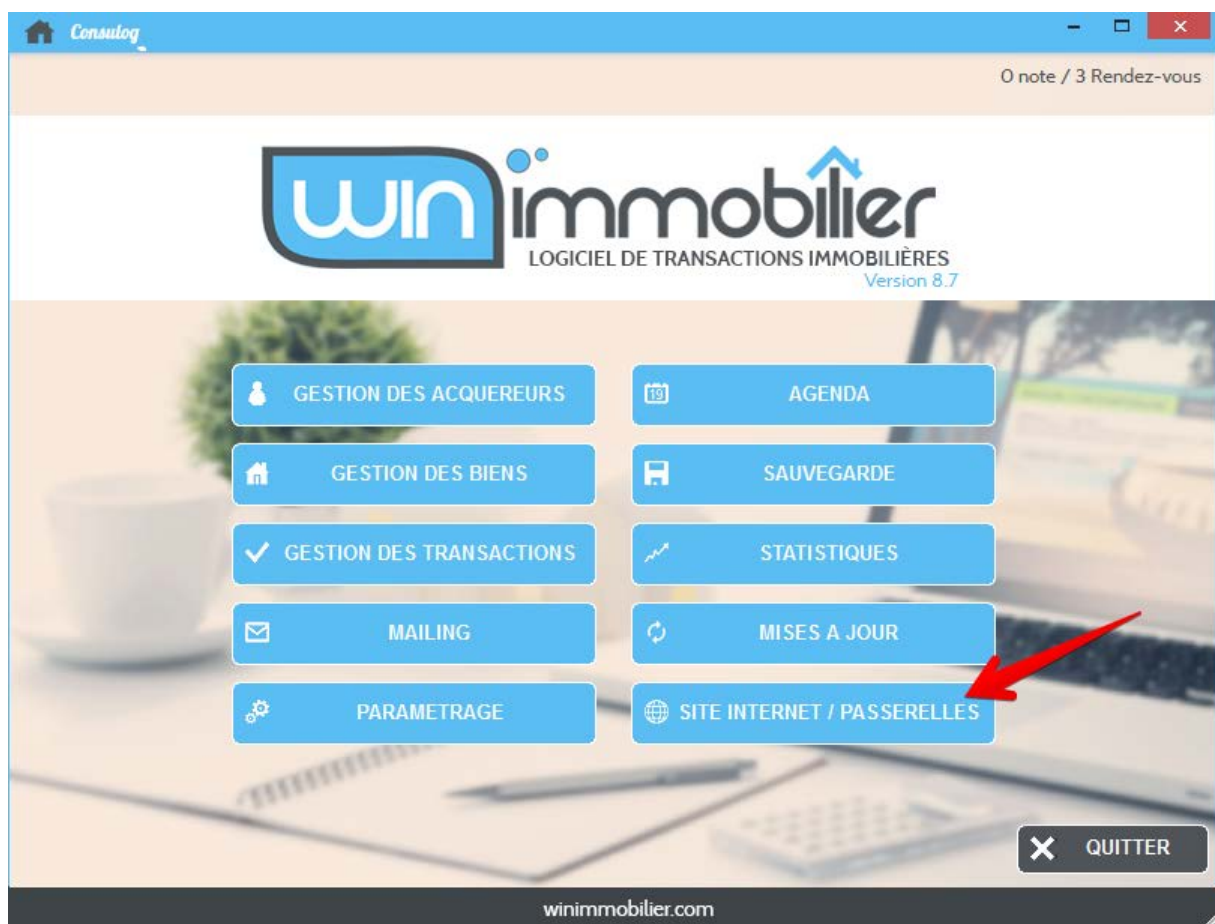 Consulog
0 note / 3 Rendez-vous
win immobilier
LOGICIEL DE TRANSACTIONS IMMOBILIÈRES
Version 8.7
GESTION DES ACQUEREURS
19
AGENDA
GESTION DES BIENS
SAUVEGARDE
GESTION DES TRANSACTIONS
STATISTIQUES
MAILING
MISES A JOUR
PARAMETRAGE
SITE INTERNET / PASSERELLES
QUITTER
winimmobilier.com